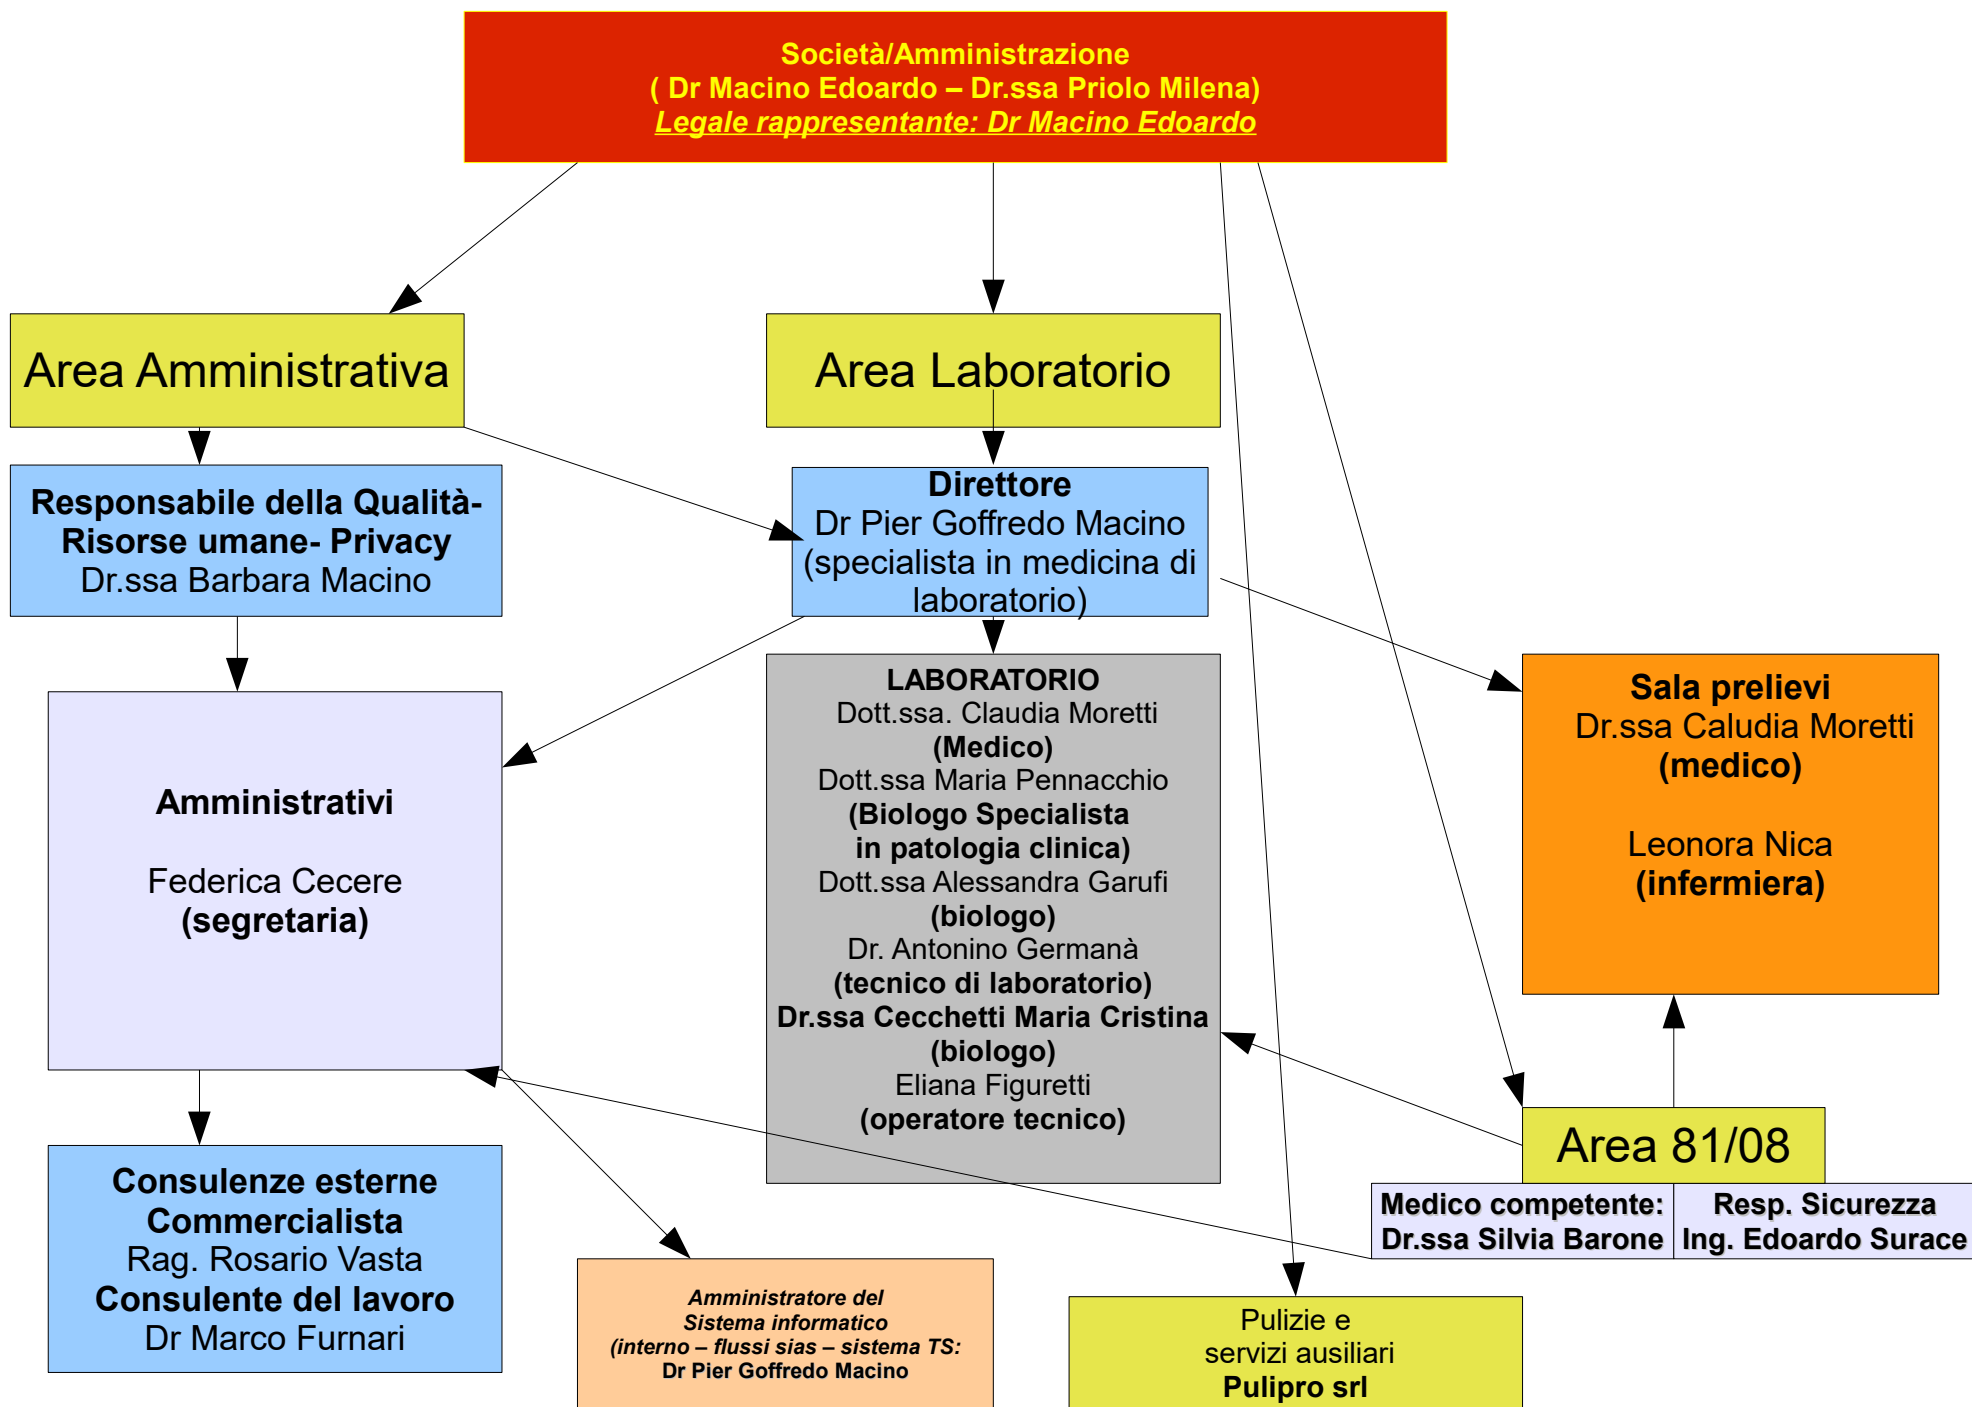 Società/Amministrazione
( Dr Macino Edoardo – Dr.ssa Priolo Milena)
Legale rappresentante: Dr Macino Edoardo
Area Amministrativa
Area Laboratorio
Responsabile della Qualità-
Risorse umane- Privacy
Dr.ssa Barbara Macino
Direttore
Dr Pier Goffredo Macino
(specialista in medicina di
laboratorio)
Amministrativi
Federica Cecere
(segretaria)
LABORATORIO
Dott.ssa. Claudia Moretti
(Medico)
Dott.ssa Maria Pennacchio
(Biologo Specialista
in patologia clinica)
Dott.ssa Alessandra Garufi
(biologo)
Dr. Antonino Germanà
(tecnico di laboratorio)
Dr.ssa Cecchetti Maria Cristina
(biologo)
Eliana Figuretti
(operatore tecnico)
Sala prelievi
Dr.ssa Caludia Moretti
(medico)
Leonora Nica
(infermiera)
Area 81/08
Medico competente:
Dr.ssa Silvia Barone
Resp. Sicurezza
Ing. Edoardo Surace
Consulenze esterne
Commercialista
Rag. Rosario Vasta
Consulente del lavoro
Dr Marco Furnari
Amministratore del
Sistema informatico
(interno – flussi sias – sistema TS:
Dr Pier Goffredo Macino
Pulizie e
servizi ausiliari
Pulipro srl